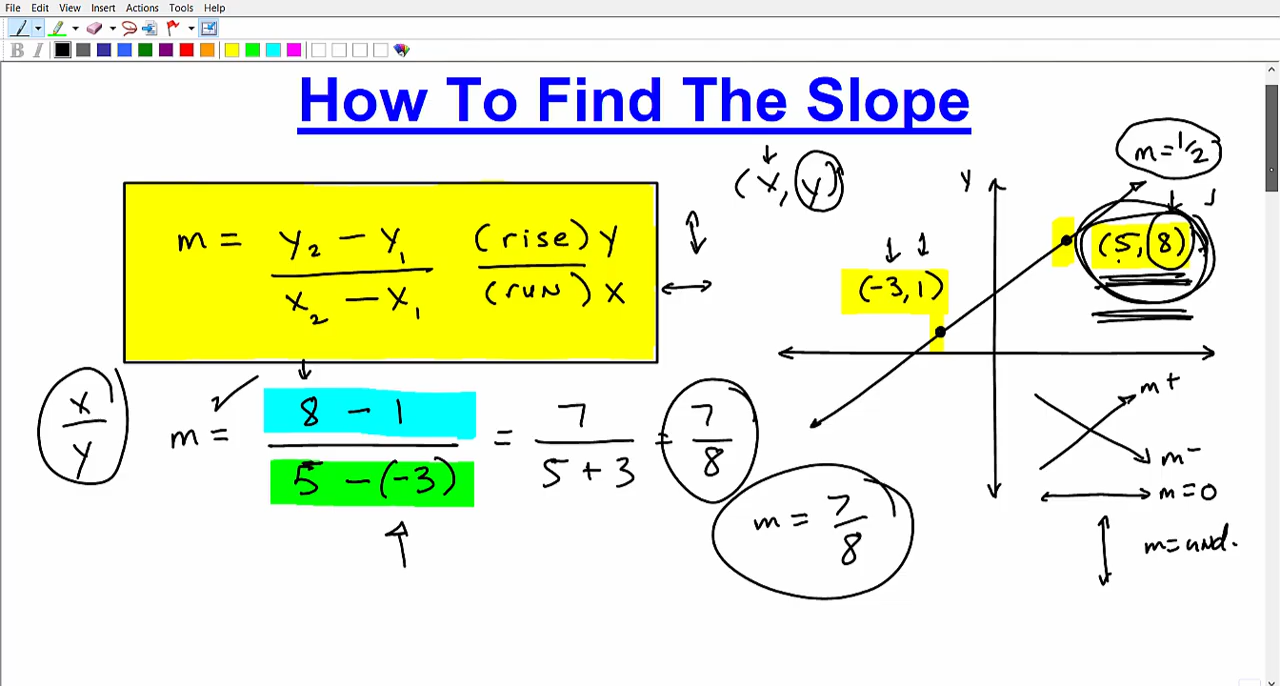 File Edit View Insert Actions Tools Help
B I
How To Find The Slope
m = y₂ - y₁ / x₂ - x₁ (rise) y / (run) x
(x, y)
y
m = 1/2
(5, 8)
(-3, 1)
x / y
m = 8 - 1 / 5 - (-3) = 7 / 5 + 3 = 7 / 8
m = 7 / 8
m +
m -
m = 0
m = und.